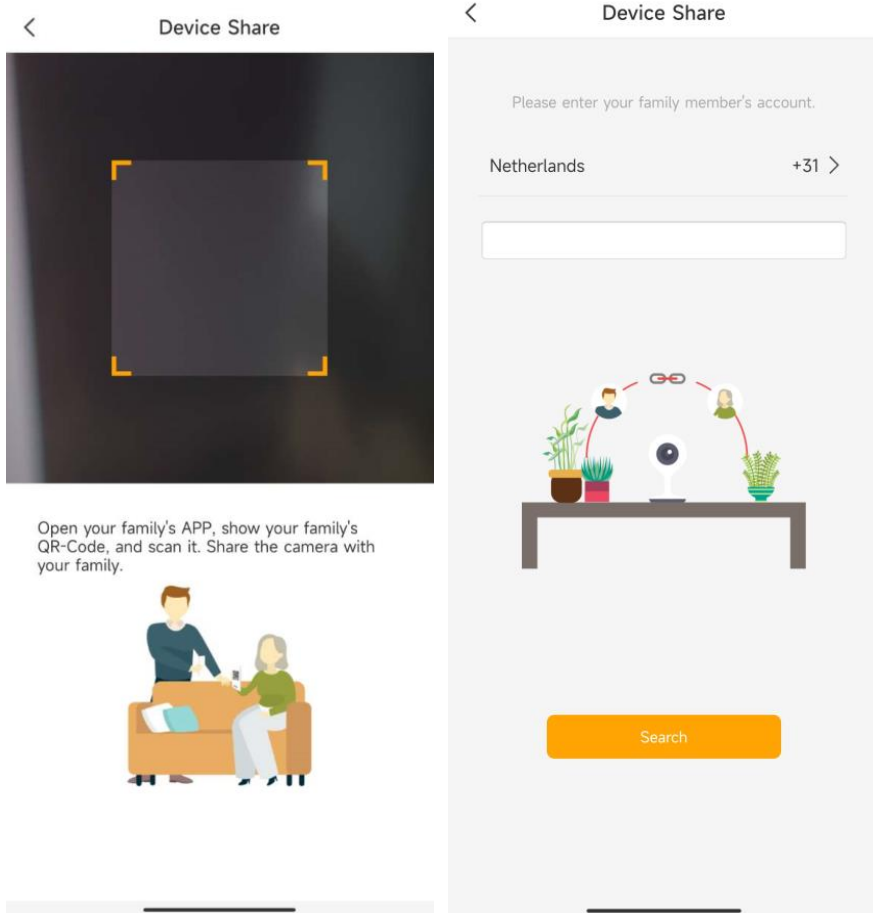 Device Share
Open your family's APP, show your family's
QR-Code, and scan it. Share the camera with
your family.
Device Share
Please enter your family member's account.
Netherlands +31
Search